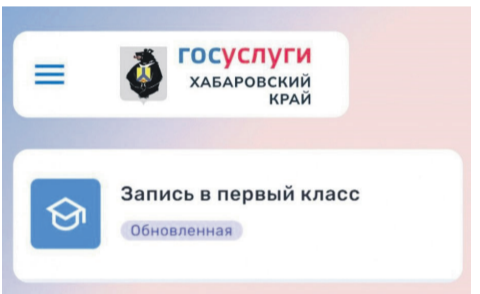 госуслуги
ХАБАРОВСКИЙ
КРАЙ
Запись в первый класс
Обновленная